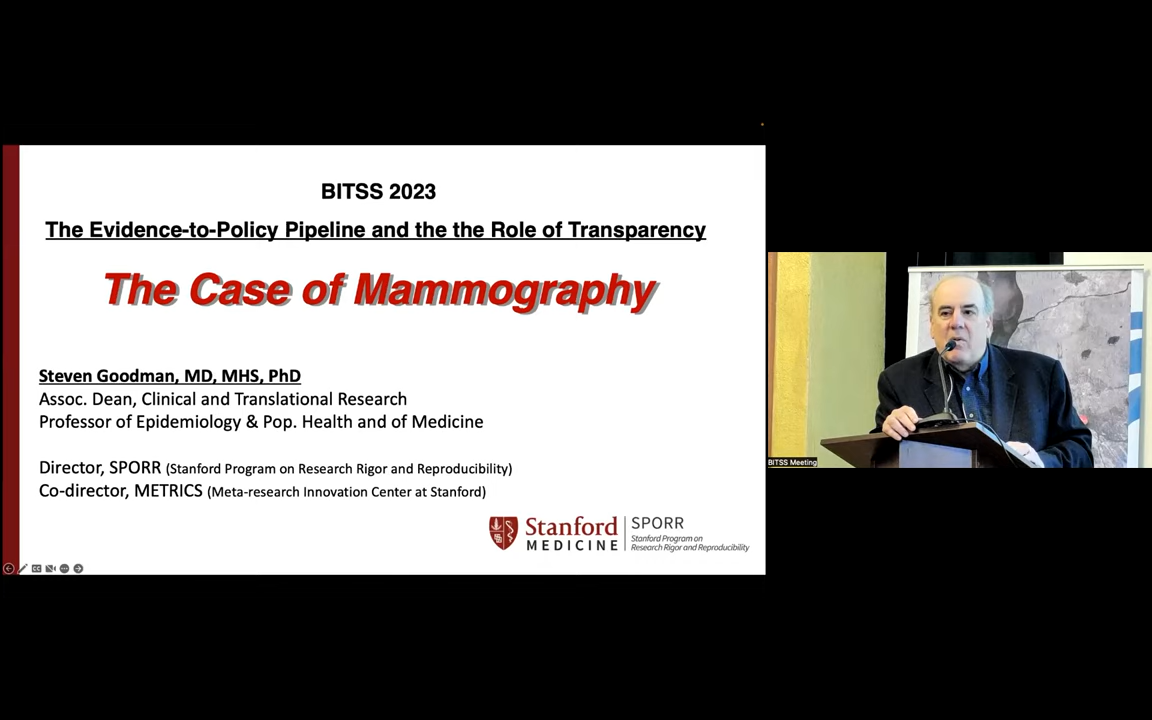 BITSS 2023
The Evidence-to-Policy Pipeline and the the Role of Transparency
The Case of Mammography
Steven Goodman, MD, MHS, PhD
Assoc. Dean, Clinical and Translational Research
Professor of Epidemiology & Pop. Health and of Medicine
Director, SPORR (Stanford Program on Research Rigor and Reproducibility)
Co-director, METRICS (Meta-research Innovation Center at Stanford)
Stanford
MEDICINE
SPORR
Stanford Program on
Research Rigor and Reproducibility
BITSS Meeting